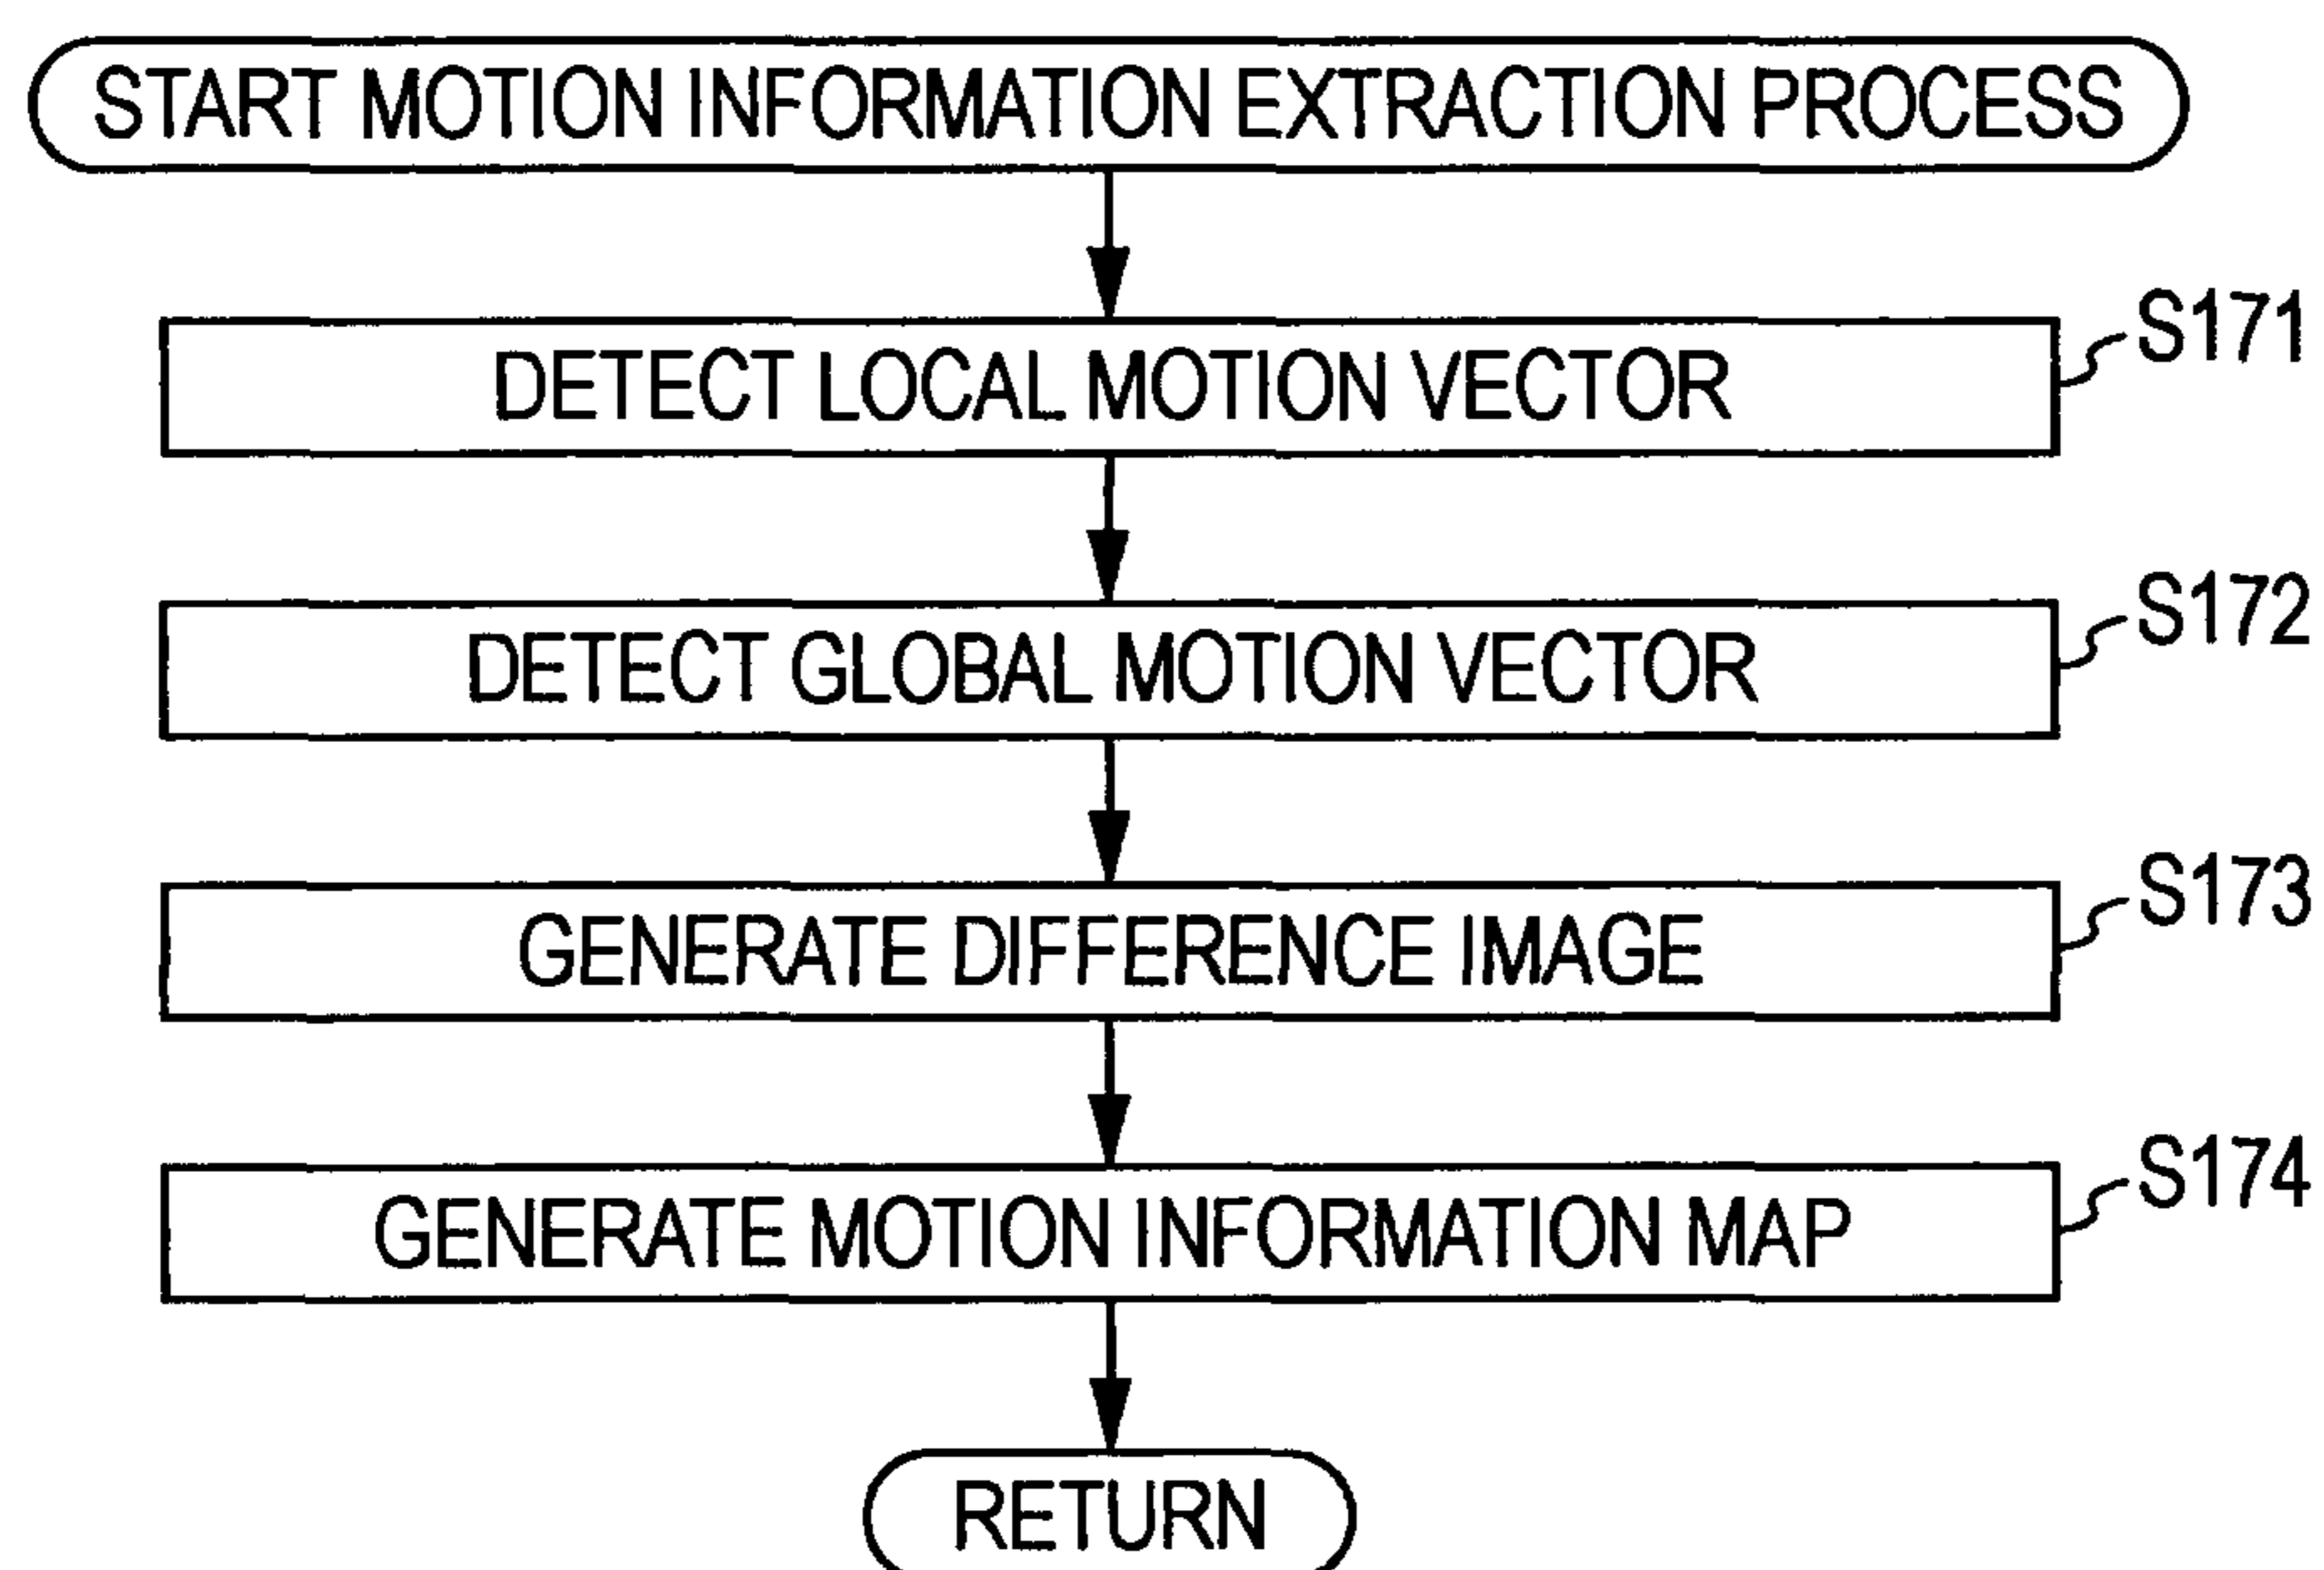 START MOTION INFORMATION EXTRACTION PROCESS
DETECT LOCAL MOTION VECTOR
S171
DETECT GLOBAL MOTION VECTOR
S172
GENERATE DIFFERENCE IMAGE
S173
GENERATE MOTION INFORMATION MAP
S174
RETURN